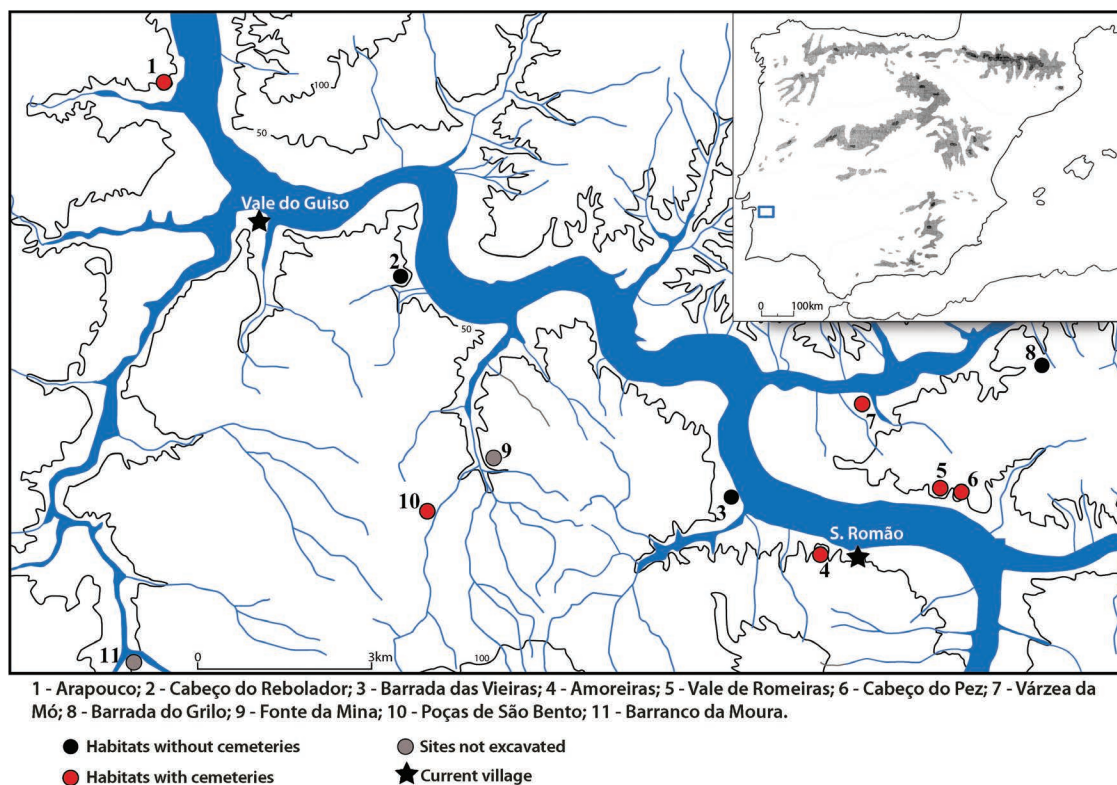 1
100
50
Vale do Guiso
2
50
0 100km
8
7
9
5
6
10
3
S. Romão
4
11
0 3km
100
1 - Arapouco; 2 - Cabeço do Rebolador; 3 - Barrada das Vieiras; 4 - Amoreiras; 5 - Vale de Romeiras; 6 - Cabeço do Pez; 7 - Várzea da
Mó; 8 - Barrada do Grilo; 9 - Fonte da Mina; 10 - Poças de São Bento; 11 - Barranco da Moura.
Habitats without cemeteries
Sites not excavated
Habitats with cemeteries
Current village